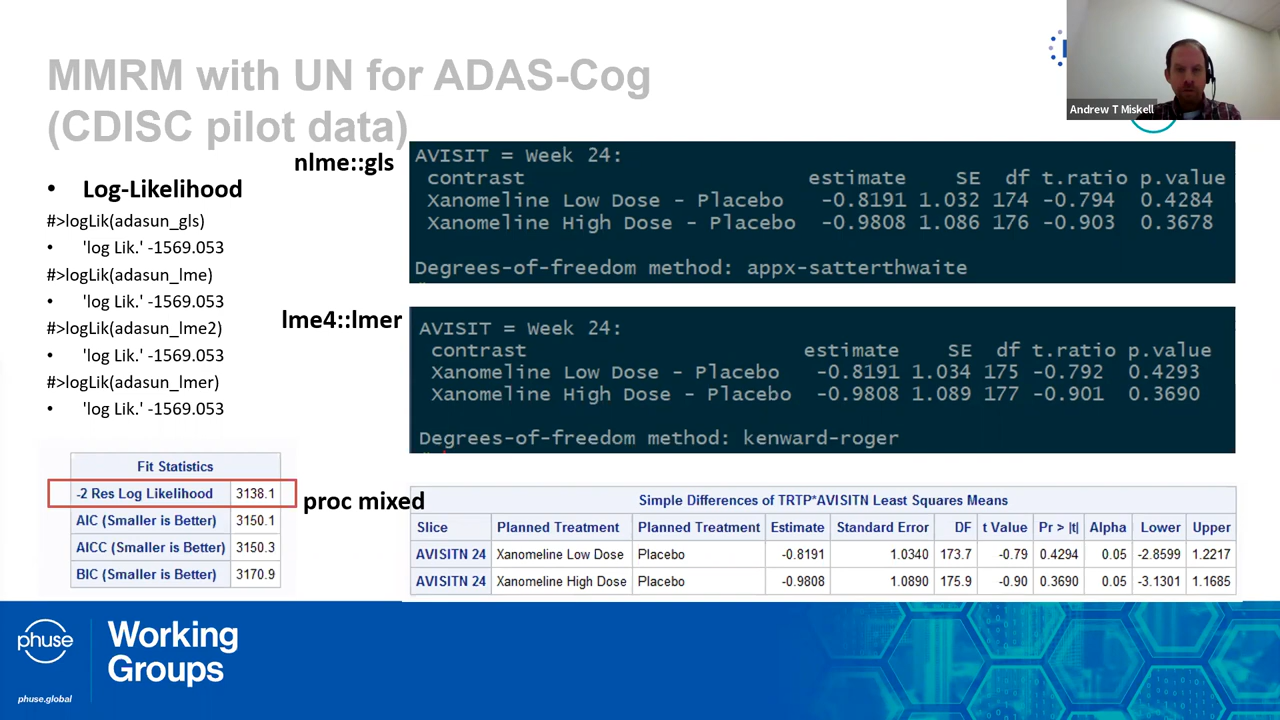 MMRM with UN for ADAS-Cog
(CDISC pilot data)
Andrew T Miskell
nlme::gls
• Log-Likelihood
#>logLik(adasun_gls)
• 'log Lik.' -1569.053
#>logLik(adasun_lme)
• 'log Lik.' -1569.053
#>logLik(adasun_lme2)
• 'log Lik.' -1569.053
#>logLik(adasun_lmer)
• 'log Lik.' -1569.053
AVISIT = Week 24:
contrast estimate SE df t.ratio p.value
Xanomeline Low Dose - Placebo -0.8191 1.032 174 -0.794 0.4284
Xanomeline High Dose - Placebo -0.9808 1.086 176 -0.903 0.3678
Degrees-of-freedom method: appx-satterthwaite
lme4::lmer
AVISIT = Week 24:
contrast estimate SE df t.ratio p.value
Xanomeline Low Dose - Placebo -0.8191 1.034 175 -0.792 0.4293
Xanomeline High Dose - Placebo -0.9808 1.089 177 -0.901 0.3690
Degrees-of-freedom method: kenward-roger
Fit Statistics
-2 Res Log Likelihood 3138.1
AIC (Smaller is Better) 3150.1
AICC (Smaller is Better) 3150.3
BIC (Smaller is Better) 3170.9
proc mixed
Simple Differences of TRTP*AVISITN Least Squares Means
Slice Planned Treatment Planned Treatment Estimate Standard Error DF t Value Pr > |t| Alpha Lower Upper
AVISITN 24 Xanomeline Low Dose Placebo -0.8191 1.0340 173.7 -0.79 0.4294 0.05 -2.8599 1.2217
AVISITN 24 Xanomeline High Dose Placebo -0.9808 1.0890 175.9 -0.90 0.3690 0.05 -3.1301 1.1685
phuse
Working
Groups
phuse.global